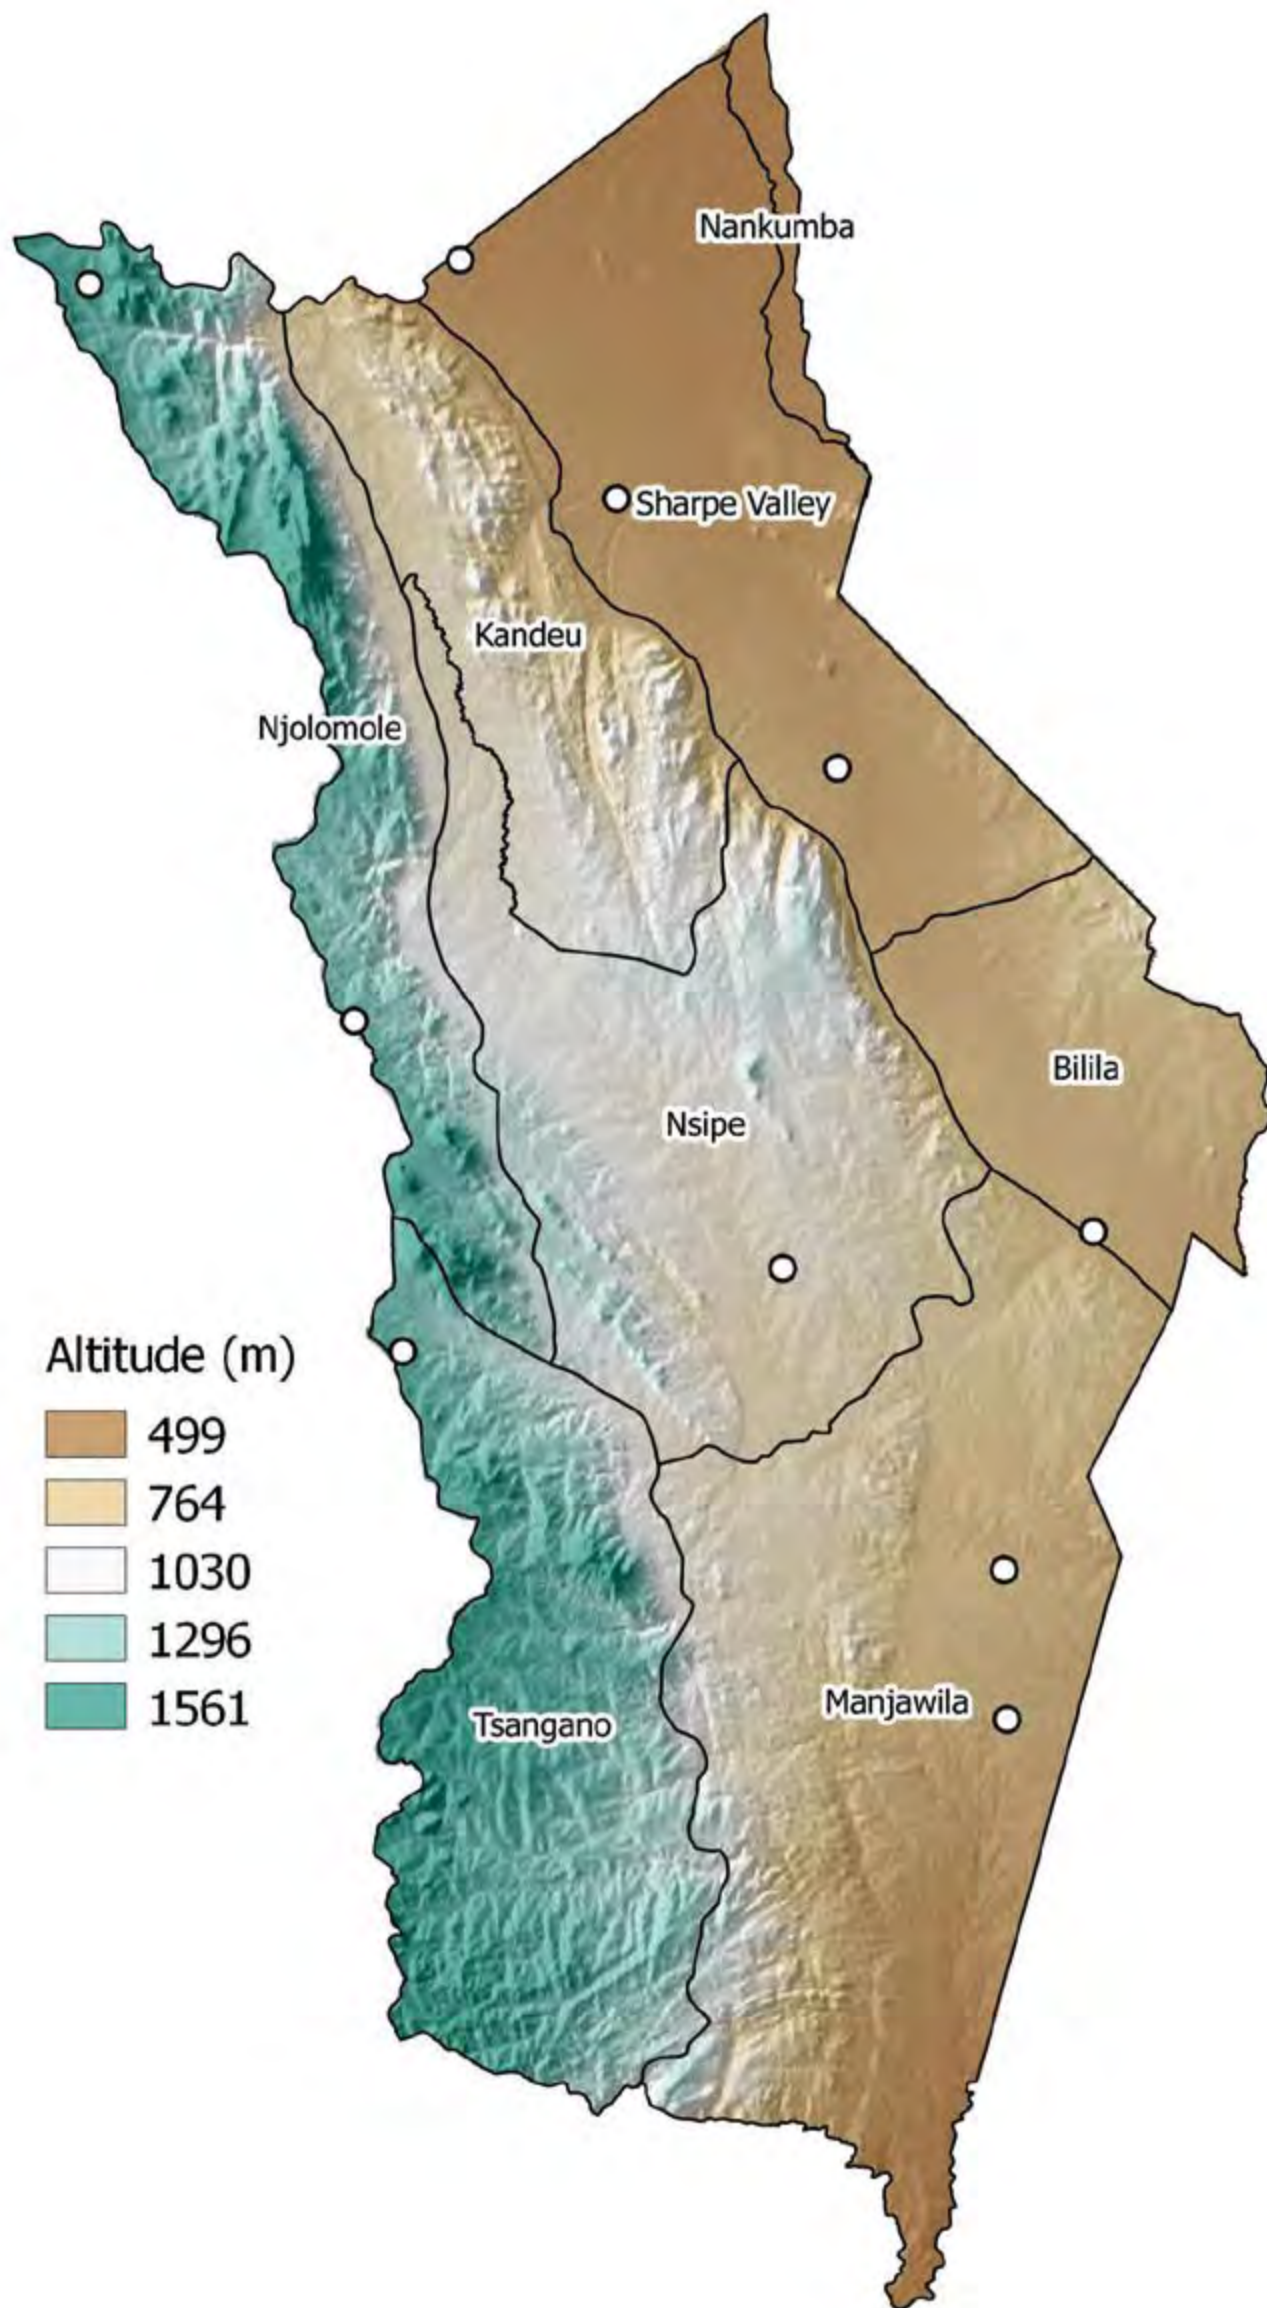 Nankumba
Sharpe Valley
Kandeu
Njolomole
Bilila
Nsipe
Altitude (m)
499
764
1030
1296
1561
Manjawila
Tsangano